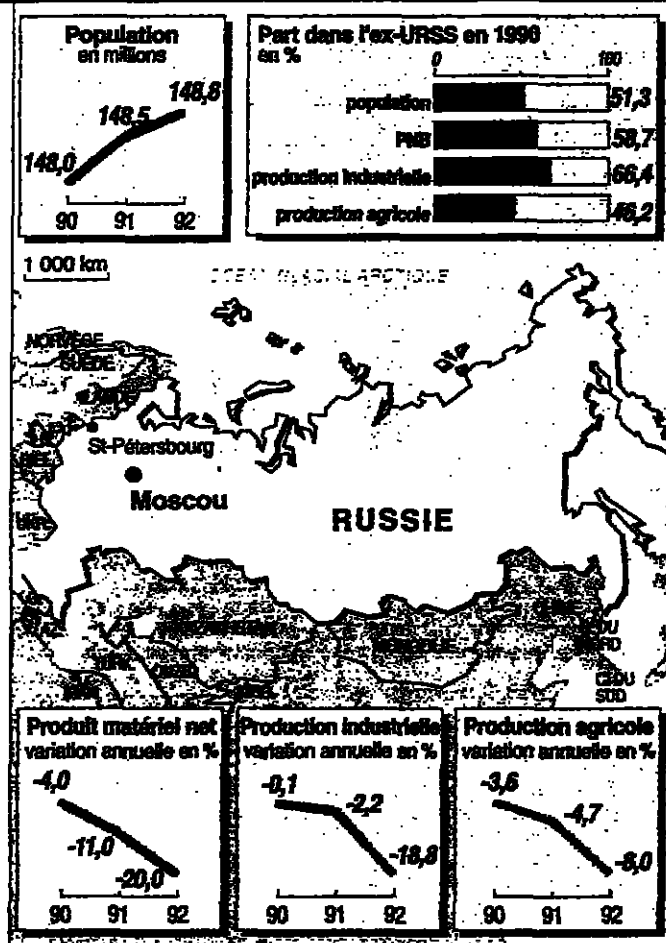 Population
en millions
148,0
148,5
148,8
90 91 92
Part dans l'ex-URSS en 1990
en %
0 100
population 51,3
PNB 58,7
production industrielle 66,4
production agricole 46,2
1 000 km
NORVÈGE
SUÈDE
St-Pétersbourg
Moscou
RUSSIE
SUD
Produit matériel net
variation annuelle en %
-4,0
-11,0
-20,0
90 91 92
Production industrielle
variation annuelle en %
-0,1
-2,2
-18,8
90 91 92
Production agricole
variation annuelle en %
-3,6
-4,7
-8,0
90 91 92